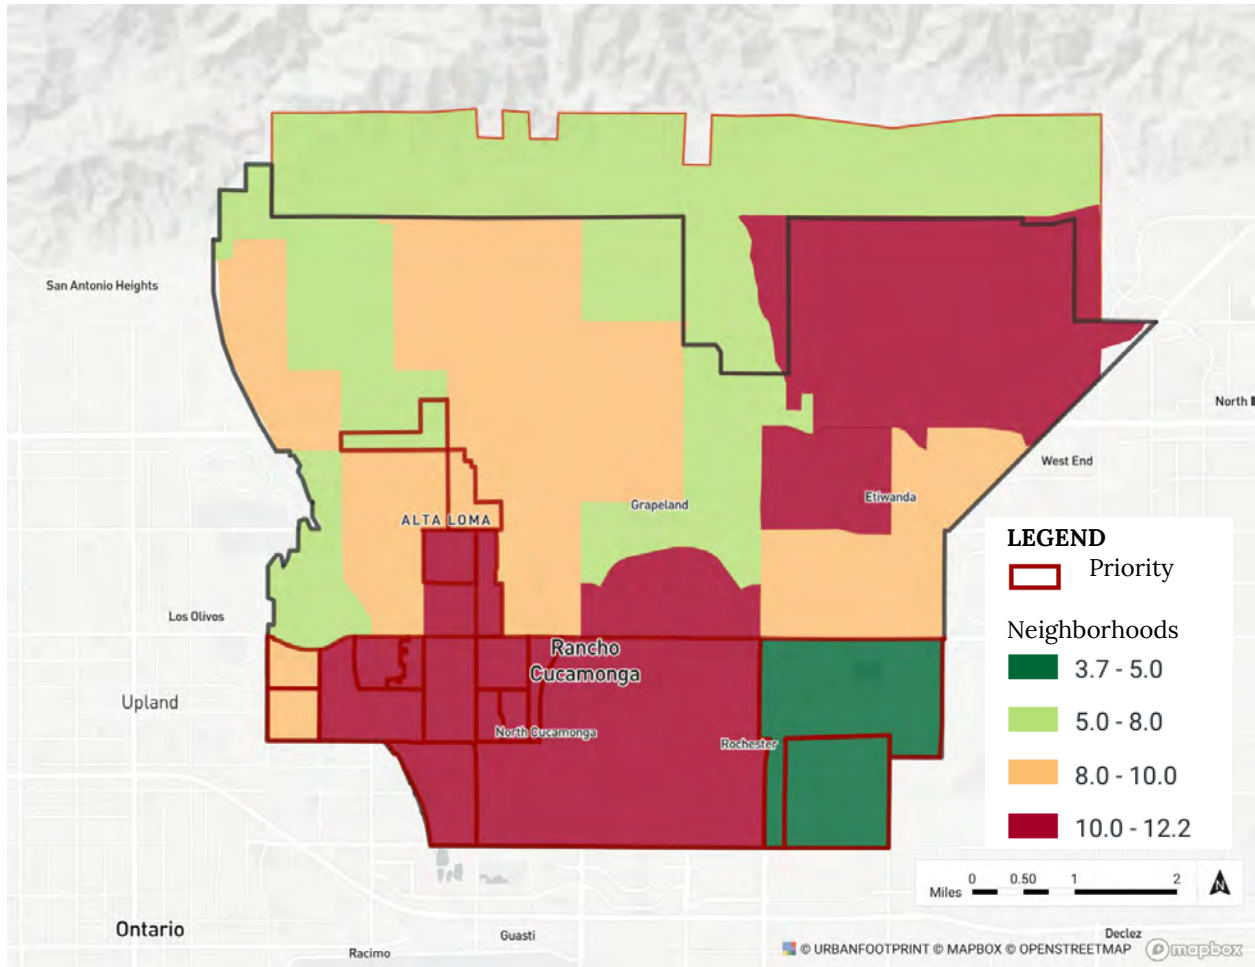 San Antonio Heights
North
West End
Etiwanda
Grapeland
ALTA LOMA
Los Olivos
Rancho
Cucamonga
Upland
North Cucamonga
Rochester
Ontario
Guasti
Racimo
Declez
LEGEND
Priority
Neighborhoods
3.7 - 5.0
5.0 - 8.0
8.0 - 10.0
10.0 - 12.2
Miles
0 0.50 1 2
N
© URBANFOOTPRINT © MAPBOX © OPENSTREETMAP
mapbox